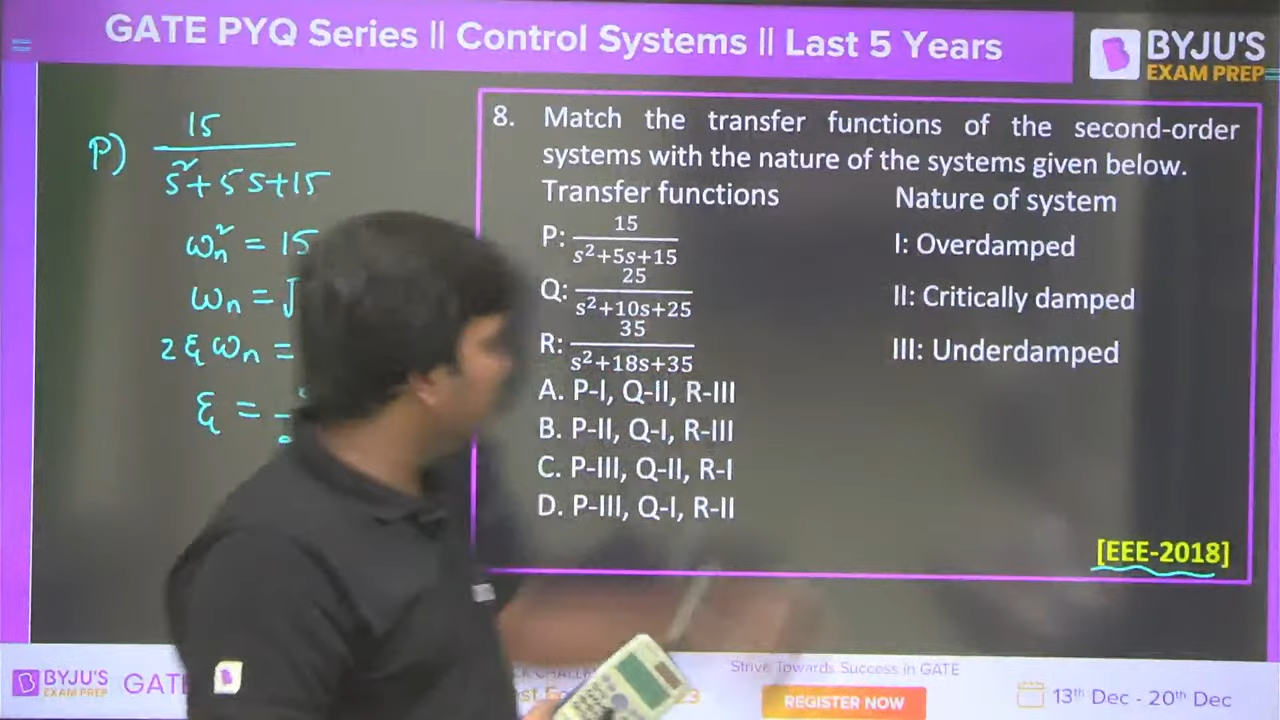 GATE PYQ Series || Control Systems || Last 5 Years
BYJU'S
EXAM PREP
P) 15
s²+5s+15
ωn² = 15
ωn = √
2ξωn =
ξ =
8. Match the transfer functions of the second-order
systems with the nature of the systems given below.
Transfer functions Nature of system
P: 15/(s²+5s+15) I: Overdamped
Q: 25/(s²+10s+25) II: Critically damped
R: 35/(s²+18s+35) III: Underdamped
A. P-I, Q-II, R-III
B. P-II, Q-I, R-III
C. P-III, Q-II, R-I
D. P-III, Q-I, R-II
[EEE-2018]
BYJU'S
EXAM PREP
GATE
Strive Towards Success in GATE
REGISTER NOW
13th Dec - 20th Dec